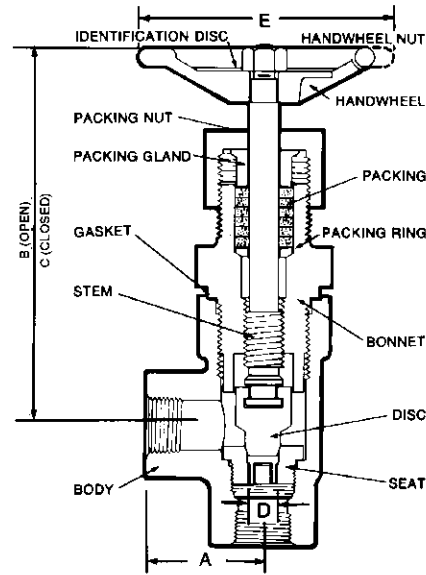 E
IDENTIFICATION DISC
HANDWHEEL NUT
HANDWHEEL
PACKING NUT
PACKING GLAND
PACKING
B (OPEN)
C (CLOSED)
GASKET
PACKING RING
STEM
BONNET
DISC
BODY
SEAT
D
A